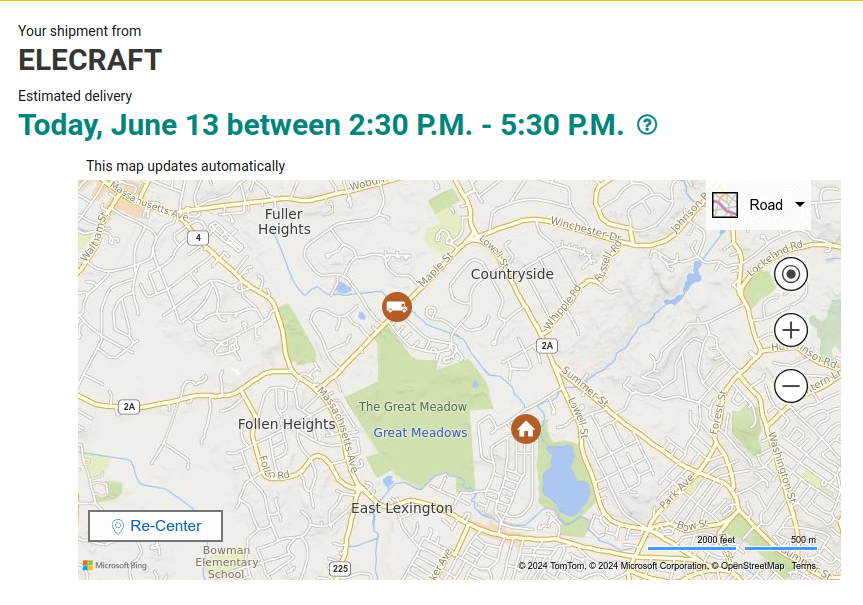 Your shipment from
ELECRAFT
Estimated delivery
Today, June 13 between 2:30 P.M. - 5:30 P.M.
This map updates automatically
Massachusetts Ave
Woburn
Fuller
Heights
4
Waltham St
Maple St
Lowell St
Winchester Dr
Russell Rd
Johnson R
Road
Lockeland Rd
Countryside
Whipple Rd
2A
Hutchinson Rd
Summer St
2A
The Great Meadow
Great Meadows
Follen Heights
Massachusetts Ave
Lowell St
Forest St
Follen Rd
Washington St
Park Ave
East Lexington
Bow St
Re-Center
Bowman
Elementary
School
225
2000 feet
500 m
Microsoft Bing
© 2024 TomTom, © 2024 Microsoft Corporation, © OpenStreetMap Terms